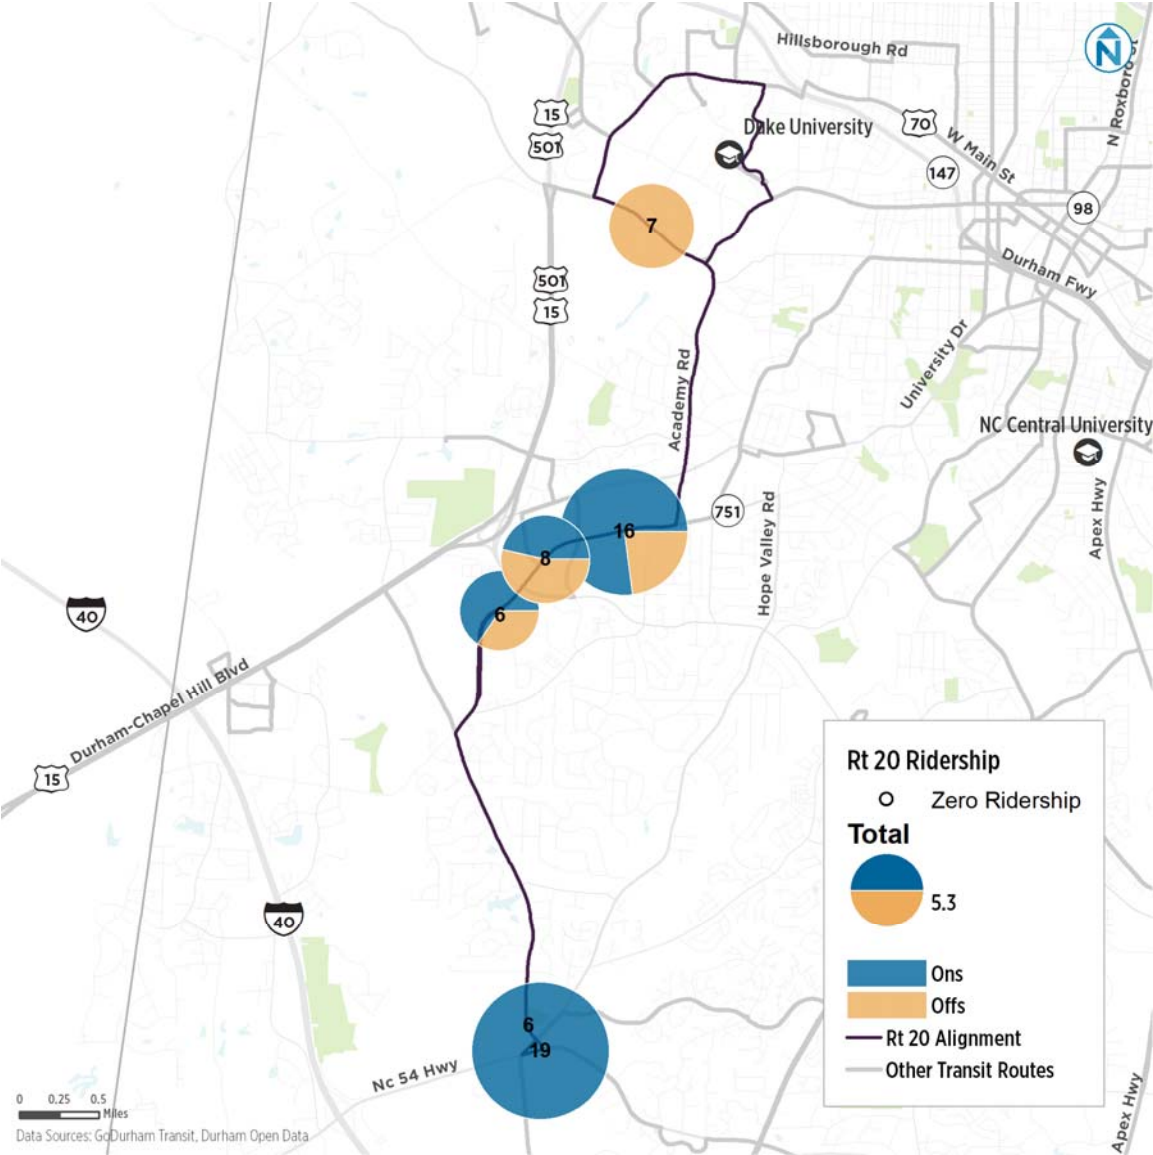 Hillsborough Rd
N
N Roxboro St
15
501
Duke University
70
W Main St
147
98
7
Durham Fwy
501
15
University Dr
Academy Rd
NC Central University
751
16
8
Hope Valley Rd
Apex Hwy
6
40
Durham-Chapel Hill Blvd
15
40
Rt 20 Ridership
Zero Ridership
Total
5.3
Ons
Offs
Rt 20 Alignment
Other Transit Routes
6
19
Nc 54 Hwy
Apex Hwy
0 0.25 0.5
Miles
Data Sources: GoDurham Transit, Durham Open Data